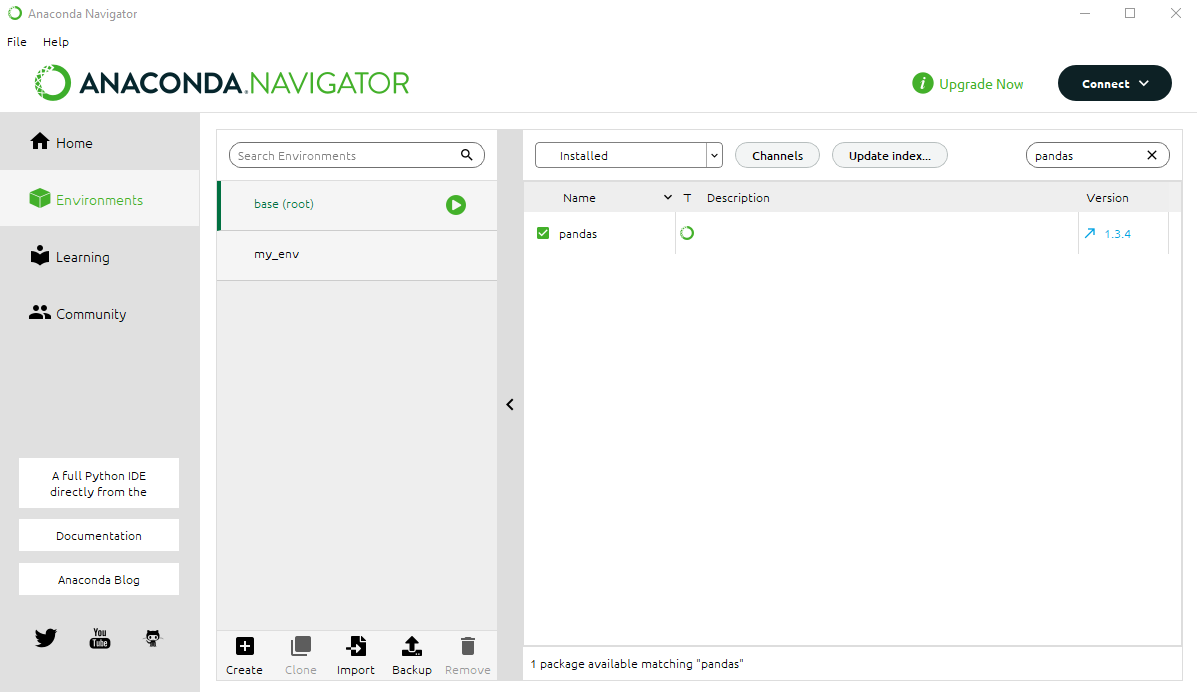 Anaconda Navigator
File Help
ANACONDA.NAVIGATOR
i Upgrade Now
Connect
Home
Environments
Learning
Community
A full Python IDE
directly from the
Documentation
Anaconda Blog
You
Tube
Search Environments
base (root)
my_env
Create Clone Import Backup Remove
Installed Channels Update index... pandas
Name T Description Version
pandas 1.3.4
1 package available matching "pandas"